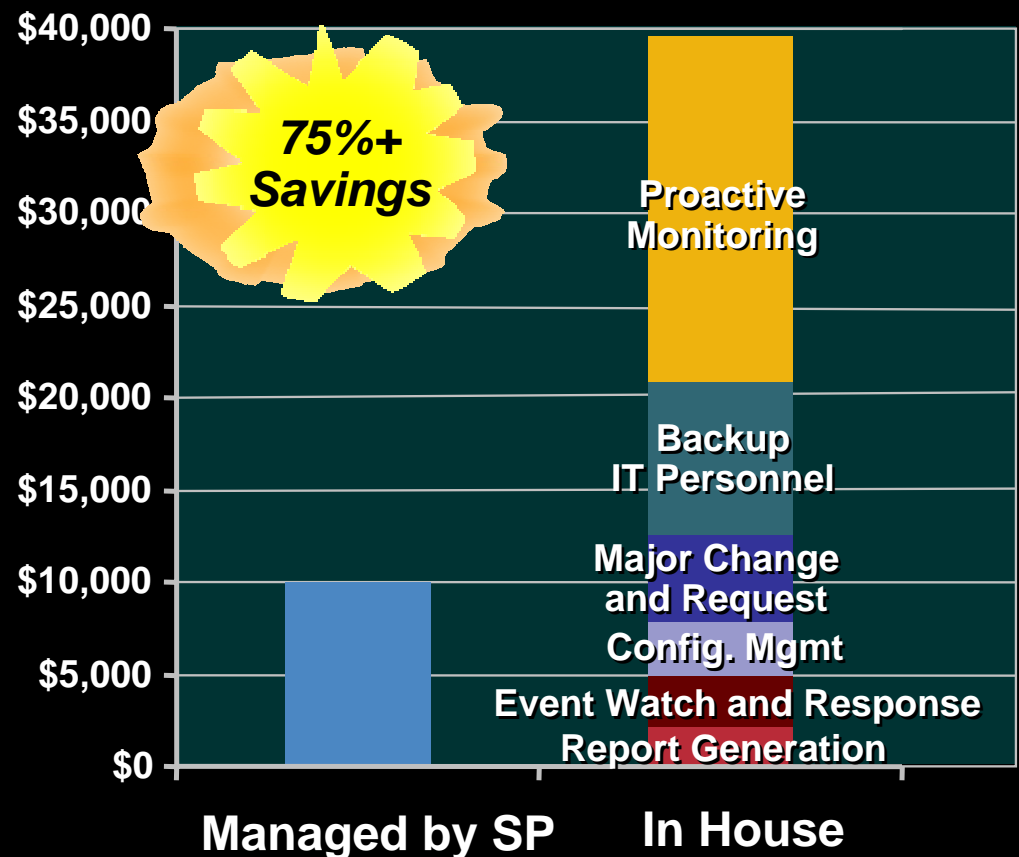 $40,000
$35,000
$30,000
$25,000
$20,000
$15,000
$10,000
$5,000
$0
75%+
Savings
Proactive
Monitoring
Backup
IT Personnel
Major Change
and Request
Config. Mgmt
Event Watch and Response
Report Generation
Managed by SP
In House